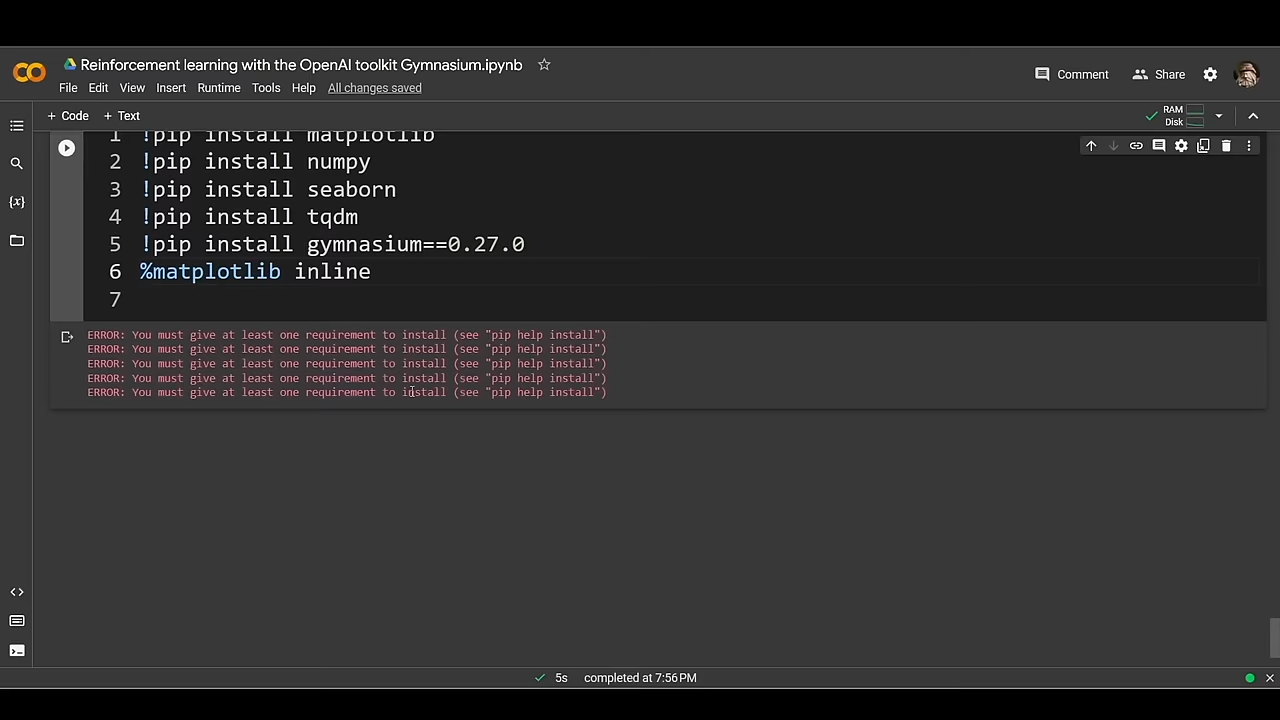 Reinforcement learning with the OpenAI toolkit Gymnasium.ipynb
Comment
Share
File Edit View Insert Runtime Tools Help All changes saved
+ Code + Text
RAM
Disk
1 !pip install matplotlib
2 !pip install numpy
3 !pip install seaborn
4 !pip install tqdm
5 !pip install gymnasium==0.27.0
6 %matplotlib inline
7
ERROR: You must give at least one requirement to install (see "pip help install")
ERROR: You must give at least one requirement to install (see "pip help install")
ERROR: You must give at least one requirement to install (see "pip help install")
ERROR: You must give at least one requirement to install (see "pip help install")
ERROR: You must give at least one requirement to install (see "pip help install")
5s completed at 7:56 PM